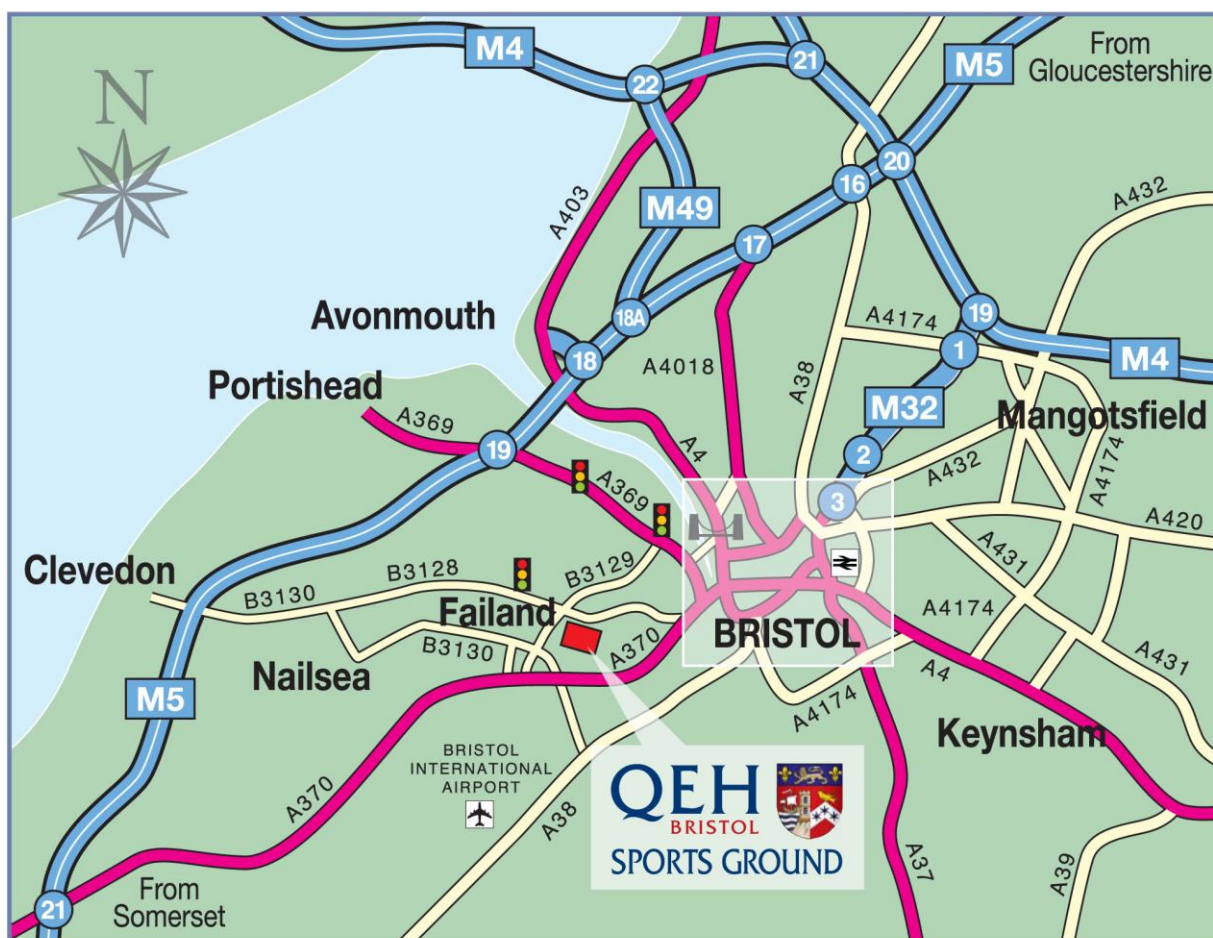 N
M4
22
21
M5
From
Gloucestershire
20
16
A403
M49
A432
17
18A
Avonmouth
18
A4174
19
1
M4
A4018
A38
M32
Mangotsfield
Portishead
A369
19
A369
A4
2
A432
A4174
3
A420
Clevedon
B3130
B3128
B3129
A431
Failand
B3130
A370
BRISTOL
A4174
A431
Nailsea
M5
A4
A4174
Keynsham
BRISTOL
INTERNATIONAL
AIRPORT
QEH
BRISTOL
SPORTS GROUND
A370
A38
A37
A39
From
Somerset
21